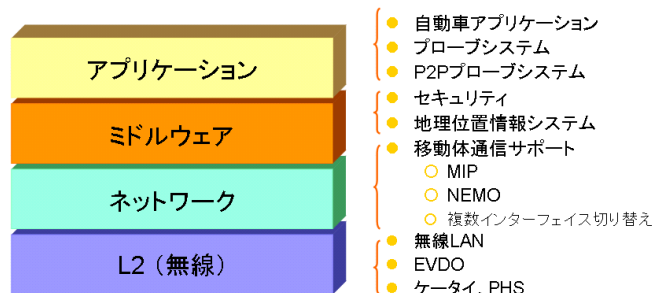 アプリケーション
ミドルウェア
ネットワーク
L2（無線）
自動車アプリケーション
プローブシステム
P2Pプローブシステム
セキュリティ
地理位置情報システム
移動体通信サポート
MIP
NEMO
複数インターフェイス切り替え
無線LAN
EVDO
ケータイ, PHS